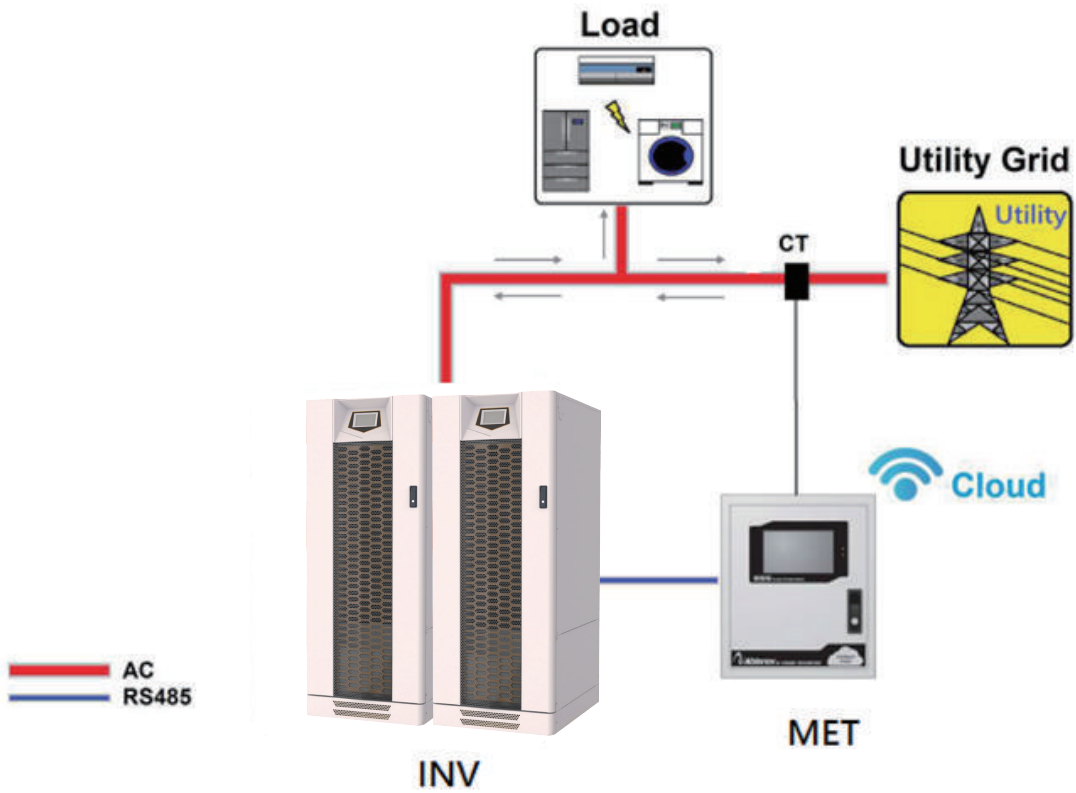 Load
Utility Grid
Utility
CT
Cloud
AC
RS485
MET
INV